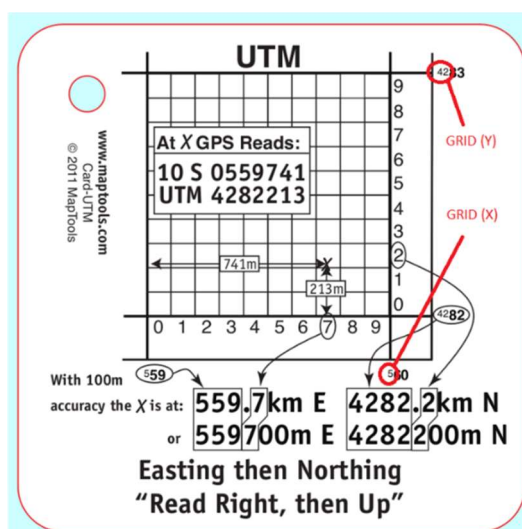 UTM
4283
9
8
7
6
5
4
3
2
1
0
GRID (Y)
GRID (X)
At X GPS Reads:
10 S 0559741
UTM 4282213
www.maptools.com
Card-UTM
© 2011 MapTools
741m
X
213m
0 1 2 3 4 5 6 7 8 9
4282
559
560
With 100m
accuracy the X is at: 559.7km E 4282.2km N
or 559700m E 4282200m N
Easting then Northing
“Read Right, then Up”